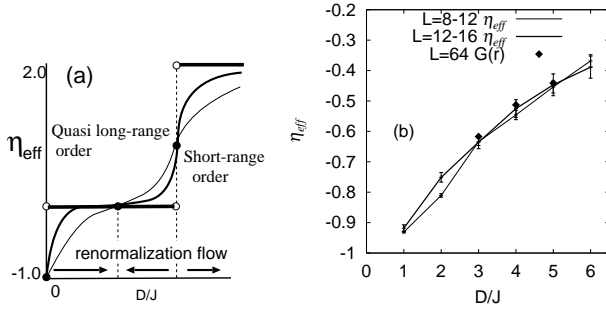 (a)
2.0
η_eff
-1.0
Quasi long-range
order
Short-range
order
renormalization flow
0
D/J
(b)
L=8-12 η_eff
L=12-16 η_eff
L=64 G(r)
η_eff
-0.2
-0.3
-0.4
-0.5
-0.6
-0.7
-0.8
-0.9
-1
0 1 2 3 4 5 6
D/J